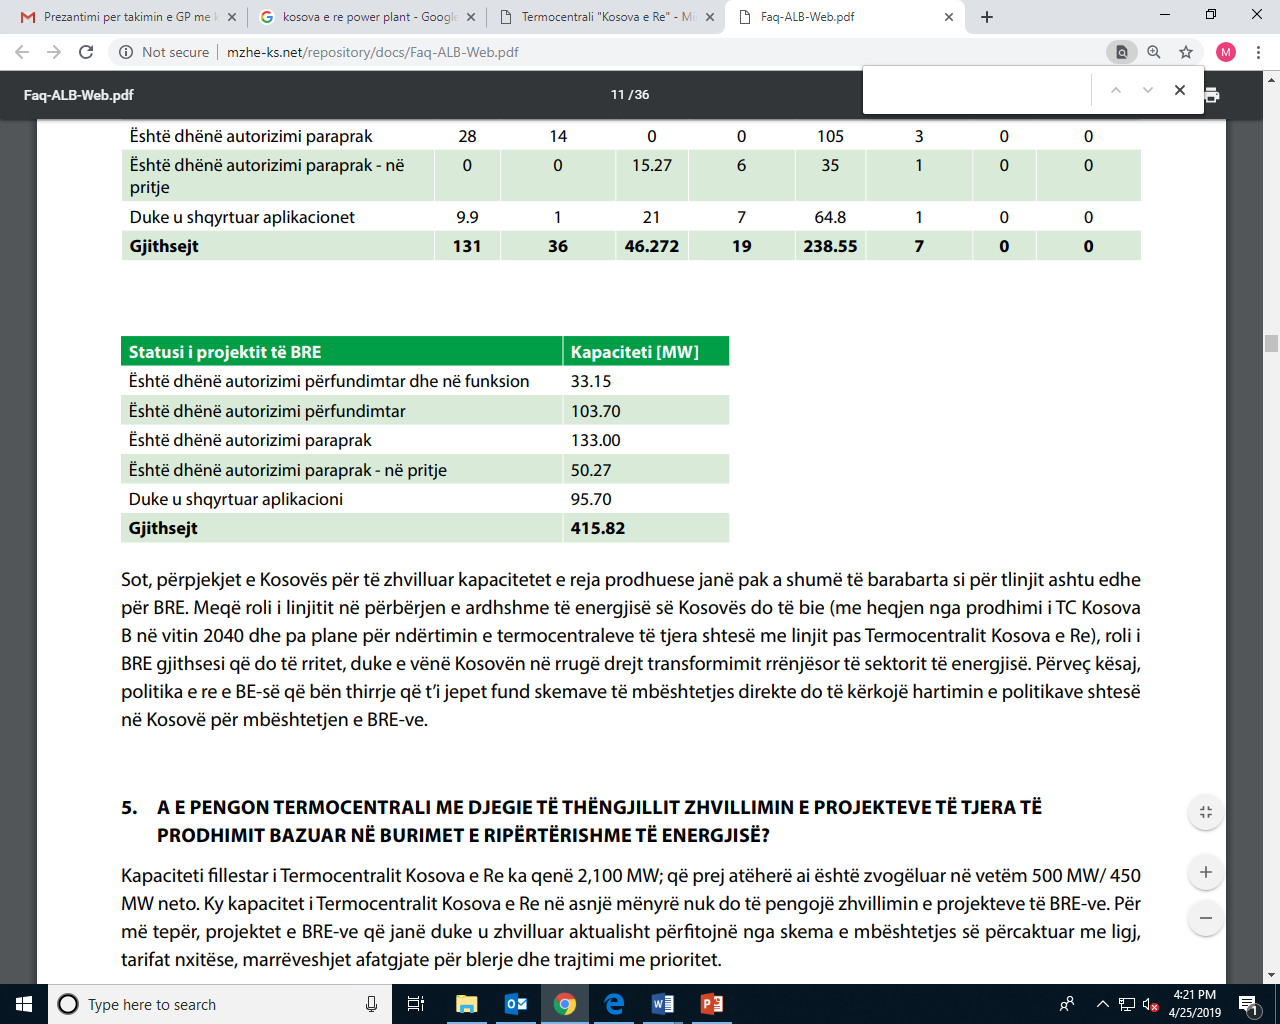 Prezantimi per takimin e GP me k
kosova e re power plant - Google
Termocentrali "Kosova e Re" - Mi
Faq-ALB-Web.pdf
Not secure
mzhe-ks.net/repository/docs/Faq-ALB-Web.pdf
M
Faq-ALB-Web.pdf
11 / 36
Është dhënë autorizimi paraprak 28 14 0 0 105 3 0 0
Është dhënë autorizimi paraprak - në
pritje 0 0 15.27 6 35 1 0 0
Duke u shqyrtuar aplikacionet 9.9 1 21 7 64.8 1 0 0
Gjithsejt 131 36 46.272 19 238.55 7 0 0
Statusi i projektit të BRE Kapaciteti [MW]
Është dhënë autorizimi përfundimtar dhe në funksion 33.15
Është dhënë autorizimi përfundimtar 103.70
Është dhënë autorizimi paraprak 133.00
Është dhënë autorizimi paraprak - në pritje 50.27
Duke u shqyrtuar aplikacioni 95.70
Gjithsejt 415.82
Sot, përpjekjet e Kosovës për të zhvilluar kapacitetet e reja prodhuese janë pak a shumë të barabarta si për tlinjit ashtu edhe
për BRE. Meqë roli i linjitit në përbërjen e ardhshme të energjisë së Kosovës do të bie (me heqjen nga prodhimi i TC Kosova
B në vitin 2040 dhe pa plane për ndërtimin e termocentraleve të tjera shtesë me linjit pas Termocentralit Kosova e Re), roli i
BRE gjithsesi që do të rritet, duke e vënë Kosovën në rrugë drejt transformimit rrënjësor të sektorit të energjisë. Përveç kësaj,
politika e re e BE-së që bën thirrje që t'i jepet fund skemave të mbështetjes direkte do të kërkojë hartimin e politikave shtesë
në Kosovë për mbështetjen e BRE-ve.
5. A E PENGON TERMOCENTRALI ME DJEGIE TË THËNGJILLIT ZHVILLIMIN E PROJEKTEVE TË TJERA TË
PRODHIMIT BAZUAR NË BURIMET E RIPËRTËRISHME TË ENERGJISË?
Kapaciteti fillestar i Termocentralit Kosova e Re ka qenë 2,100 MW; që prej atëherë ai është zvogëluar në vetëm 500 MW/ 450
MW neto. Ky kapacitet i Termocentralit Kosova e Re në asnjë mënyrë nuk do të pengojë zhvillimin e projekteve të BRE-ve. Për
më tepër, projektet e BRE-ve që janë duke u zhvilluar aktualisht përfitojnë nga skema e mbështetjes së përcaktuar me ligj,
tarifat nxitëse, marrëveshjet afatgjate për blerje dhe trajtimi me prioritet.
Type here to search
4:21 PM
4/25/2019
1